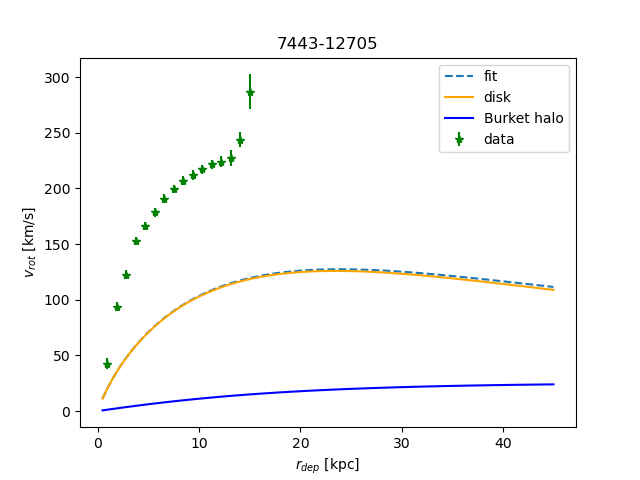 7443-12705
300
250
200
150
100
50
0
v_rot [km/s]
fit
disk
Burket halo
data
0 10 20 30 40
r_dep [kpc]